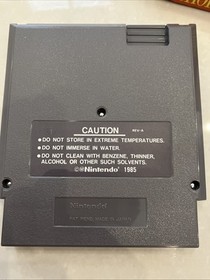 CAUTION REV-A
•DO NOT STORE IN EXTREME TEMPERATURES.
•DO NOT IMMERSE IN WATER.
•DO NOT CLEAN WITH BENZENE, THINNER,
ALCOHOL OR OTHER SUCH SOLVENTS.
©®Nintendo 1985
Nintendo